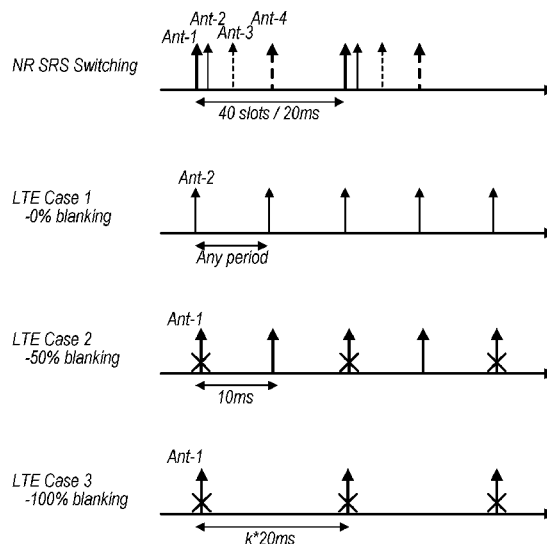 Ant-2
Ant-4
Ant-1
Ant-3
NR SRS Switching
40 slots / 20ms
LTE Case 1
-0% blanking
Ant-2
Any period
LTE Case 2
-50% blanking
Ant-1
10ms
LTE Case 3
-100% blanking
Ant-1
k*20ms